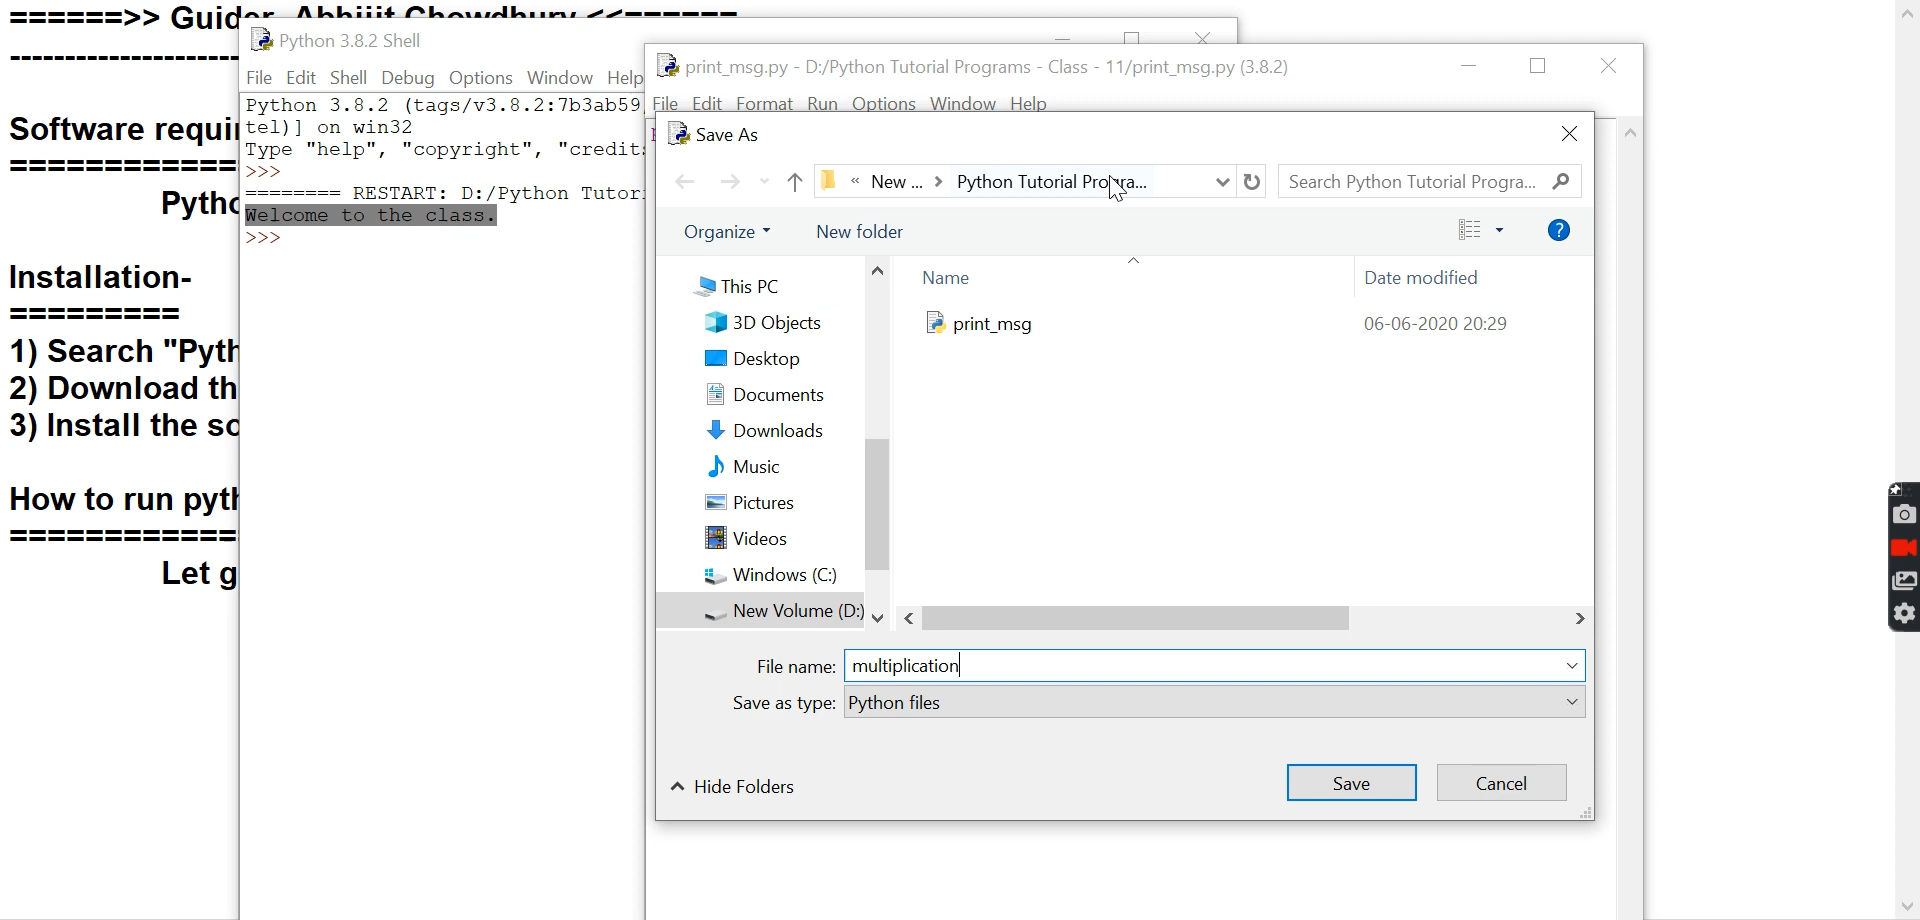 ======>> Guider Abhijit Chowdhury <<======
Software requir
Pytho
Installation-
=========
1) Search "Pyth
2) Download th
3) Install the so
How to run pyth
Let g
Python 3.8.2 Shell
File Edit Shell Debug Options Window Help
Python 3.8.2 (tags/v3.8.2:7b3ab59
tel)] on win32
Type "help", "copyright", "credit
>>>
======== RESTART: D:/Python Tutor
Welcome to the class.
>>>
print_msg.py - D:/Python Tutorial Programs - Class - 11/print_msg.py (3.8.2)
File Edit Format Run Options Window Help
Save As
« New ... > Python Tutorial Progra...
Search Python Tutorial Progra...
Organize
New folder
?
This PC
3D Objects
Desktop
Documents
Downloads
Music
Pictures
Videos
Windows (C:)
New Volume (D:)
Name Date modified
print_msg 06-06-2020 20:29
File name: multiplication
Save as type: Python files
Hide Folders
Save
Cancel